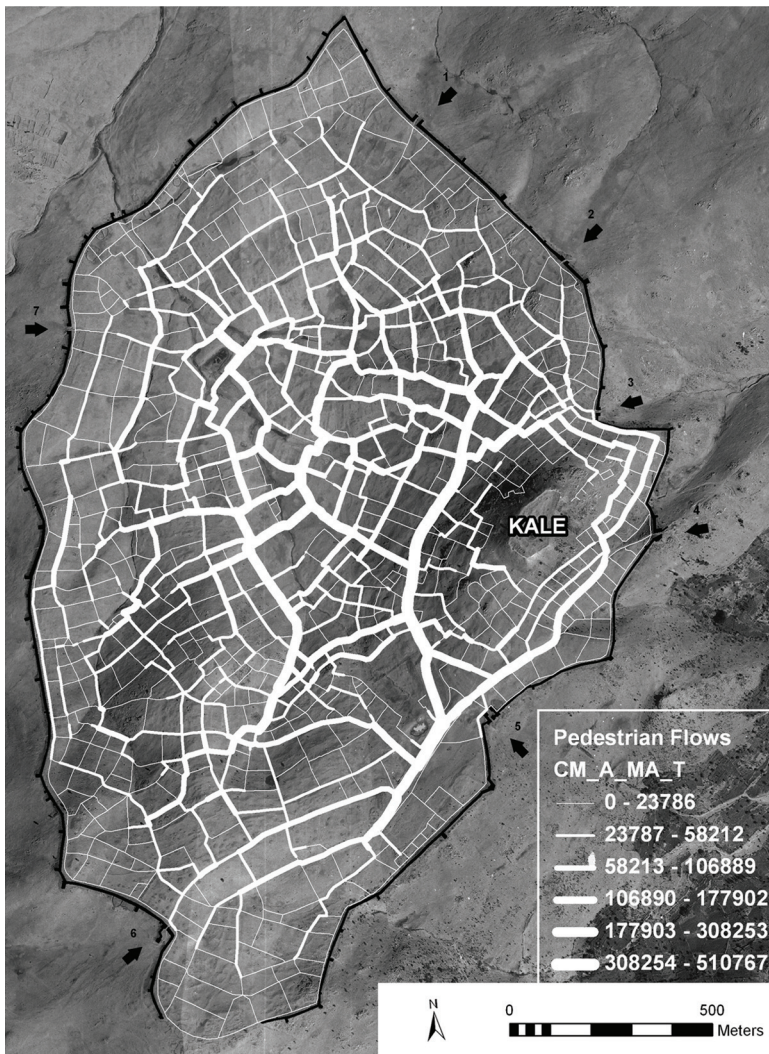 1
2
7
3
KALE
4
5
Pedestrian Flows
CM_A_MA_T
0 - 23786
23787 - 58212
58213 - 106889
106890 - 177902
177903 - 308253
308254 - 510767
6
N
0 500
Meters